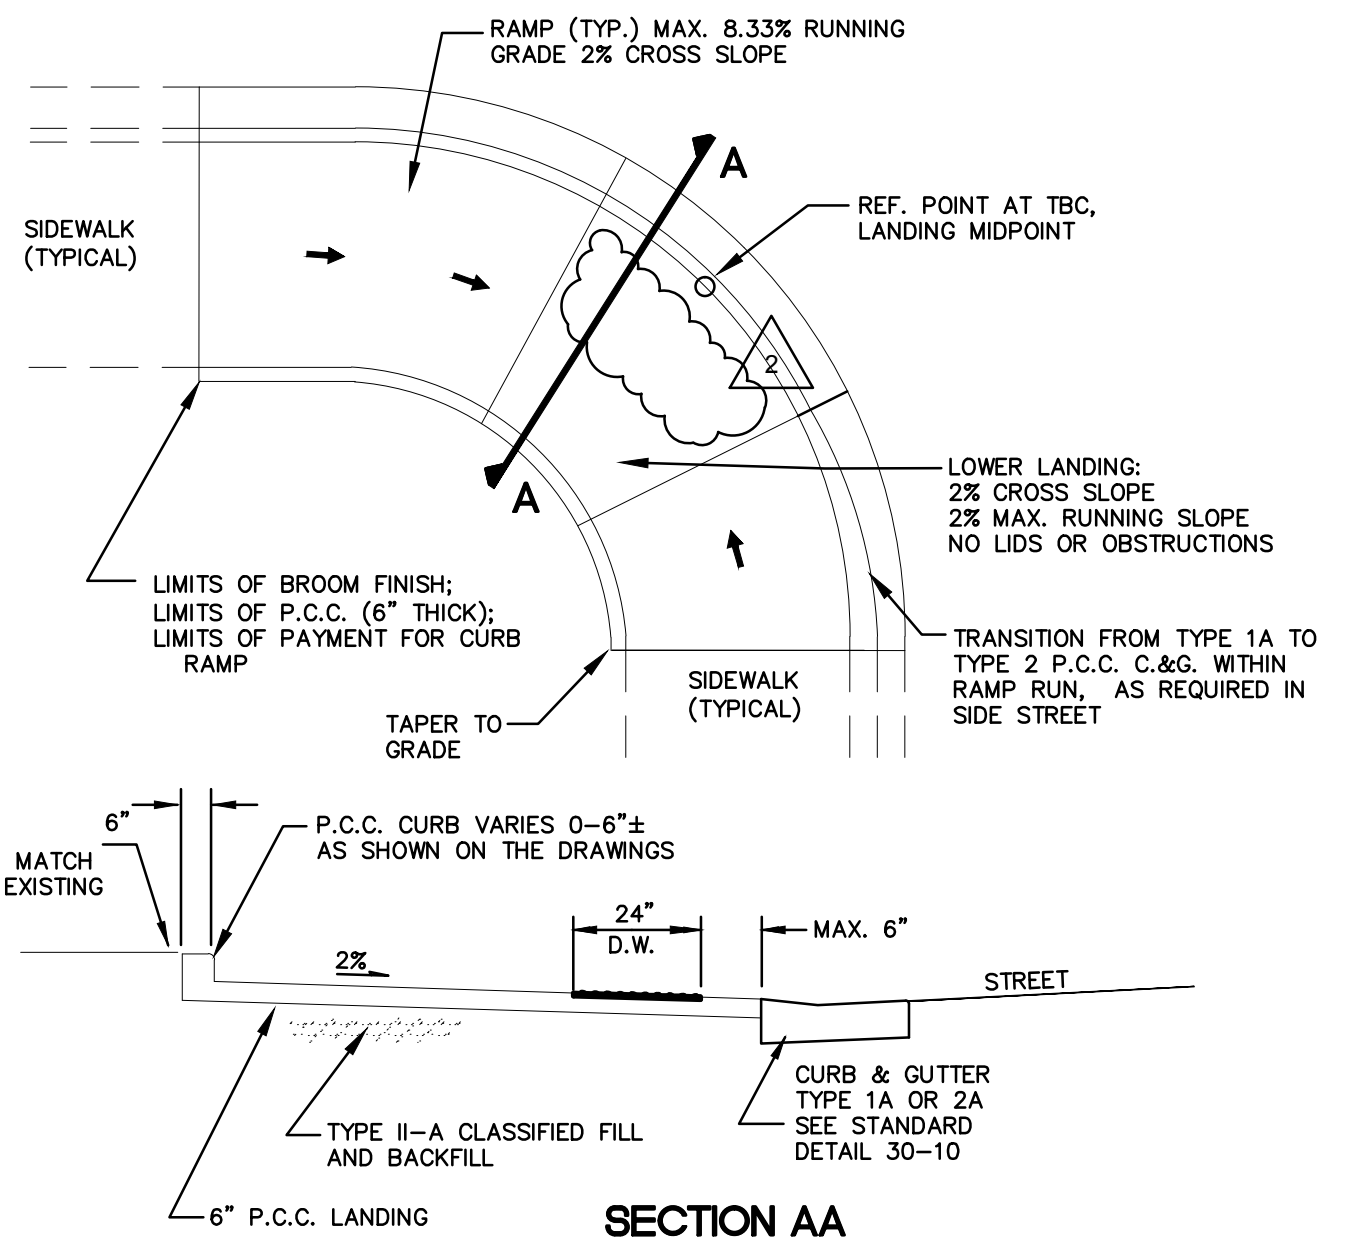 RAMP (TYP.) MAX. 8.33% RUNNING
GRADE 2% CROSS SLOPE
A
REF. POINT AT TBC,
LANDING MIDPOINT
SIDEWALK
(TYPICAL)
2
LOWER LANDING:
2% CROSS SLOPE
2% MAX. RUNNING SLOPE
NO LIDS OR OBSTRUCTIONS
A
LIMITS OF BROOM FINISH;
LIMITS OF P.C.C. (6" THICK);
LIMITS OF PAYMENT FOR CURB
RAMP
TRANSITION FROM TYPE 1A TO
TYPE 2 P.C.C. C.&G. WITHIN
RAMP RUN, AS REQUIRED IN
SIDE STREET
SIDEWALK
(TYPICAL)
TAPER TO
GRADE
6"
P.C.C. CURB VARIES 0-6"±
AS SHOWN ON THE DRAWINGS
MATCH
EXISTING
24"
D.W.
MAX. 6"
2%
STREET
CURB & GUTTER
TYPE 1A OR 2A
SEE STANDARD
DETAIL 30-10
TYPE II-A CLASSIFIED FILL
AND BACKFILL
6" P.C.C. LANDING
SECTION AA